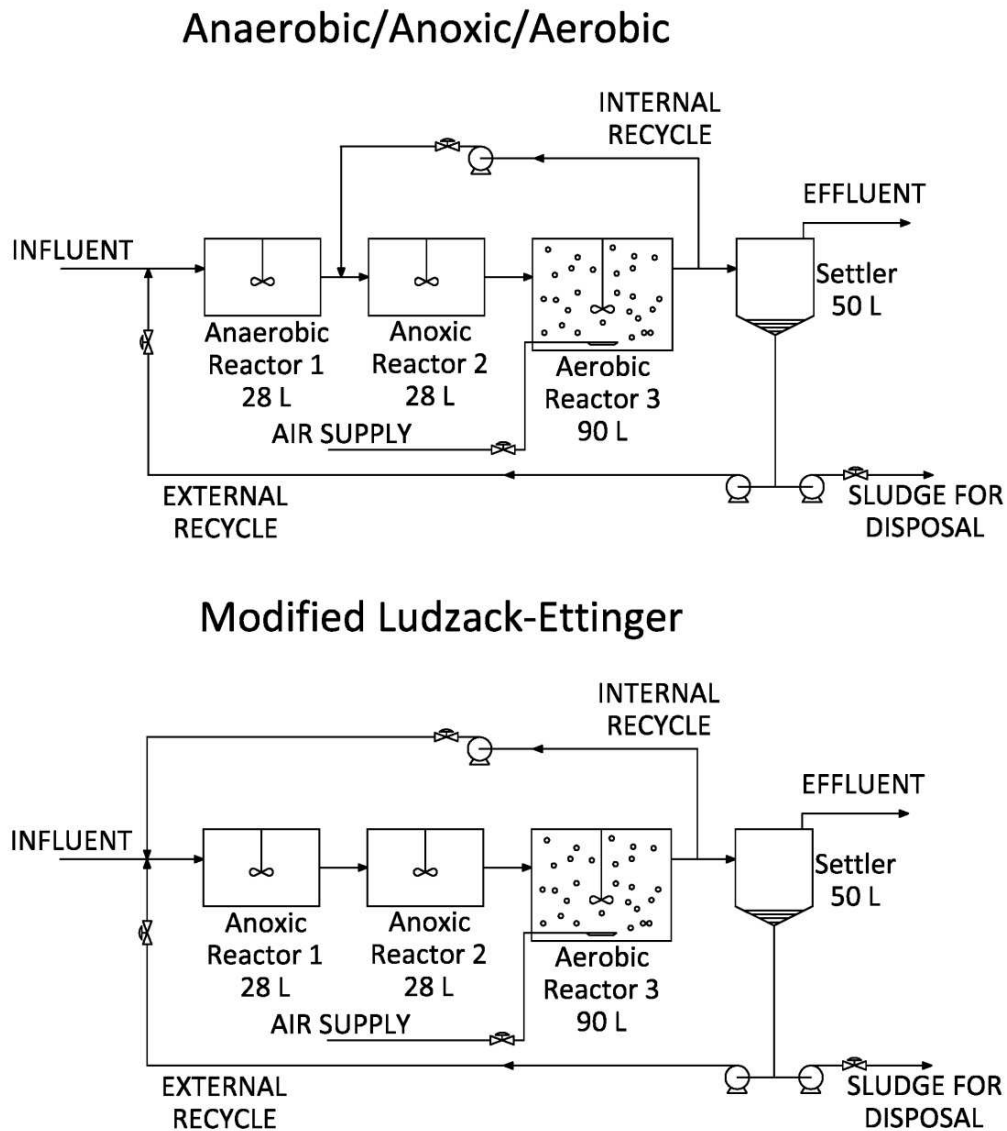 Anaerobic/Anoxic/Aerobic
INTERNAL
RECYCLE
EFFLUENT
INFLUENT
Settler
50 L
Anaerobic
Reactor 1
28 L
Anoxic
Reactor 2
28 L
Aerobic
Reactor 3
90 L
AIR SUPPLY
EXTERNAL
RECYCLE
SLUDGE FOR
DISPOSAL
Modified Ludzack-Ettinger
INTERNAL
RECYCLE
EFFLUENT
INFLUENT
Settler
50 L
Anoxic
Reactor 1
28 L
Anoxic
Reactor 2
28 L
Aerobic
Reactor 3
90 L
AIR SUPPLY
EXTERNAL
RECYCLE
SLUDGE FOR
DISPOSAL